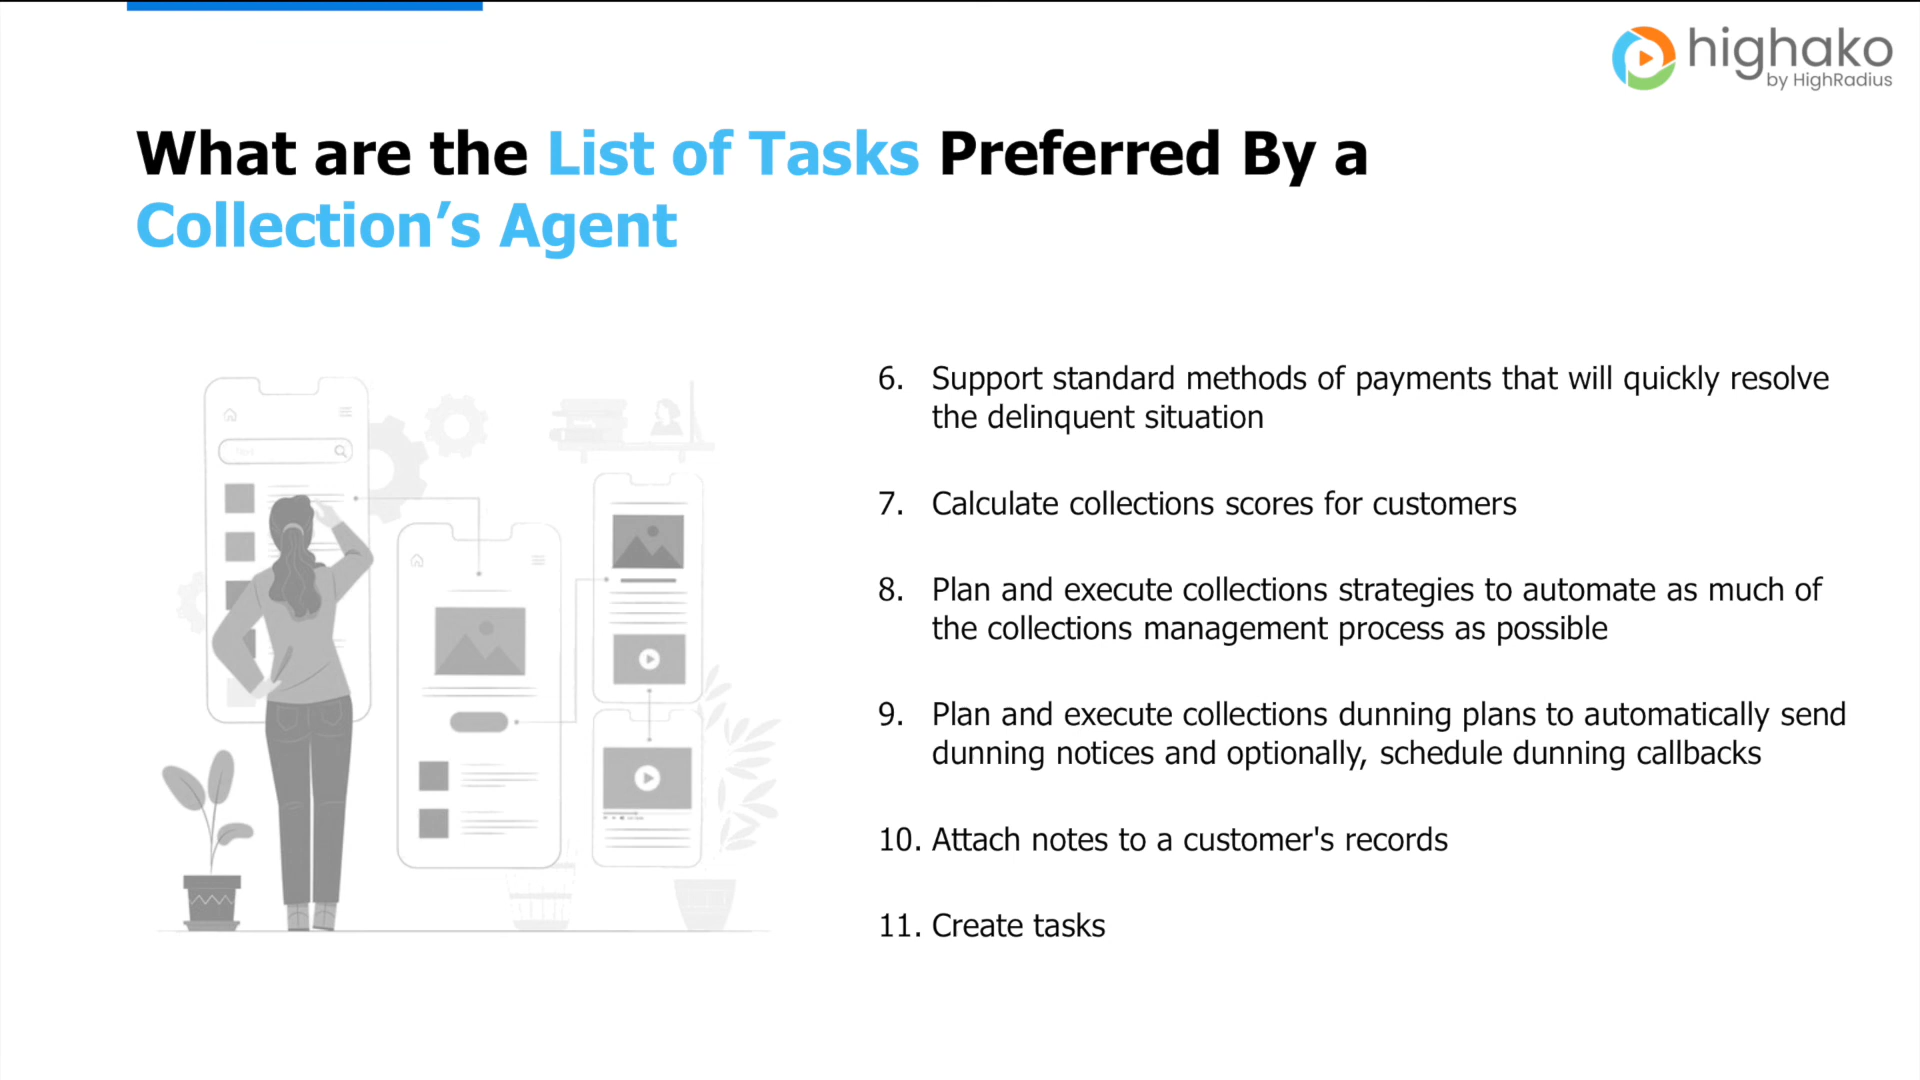 highako
by HighRadius
What are the List of Tasks Preferred By a
Collection’s Agent
6. Support standard methods of payments that will quickly resolve
the delinquent situation
7. Calculate collections scores for customers
8. Plan and execute collections strategies to automate as much of
the collections management process as possible
9. Plan and execute collections dunning plans to automatically send
dunning notices and optionally, schedule dunning callbacks
10. Attach notes to a customer's records
11. Create tasks